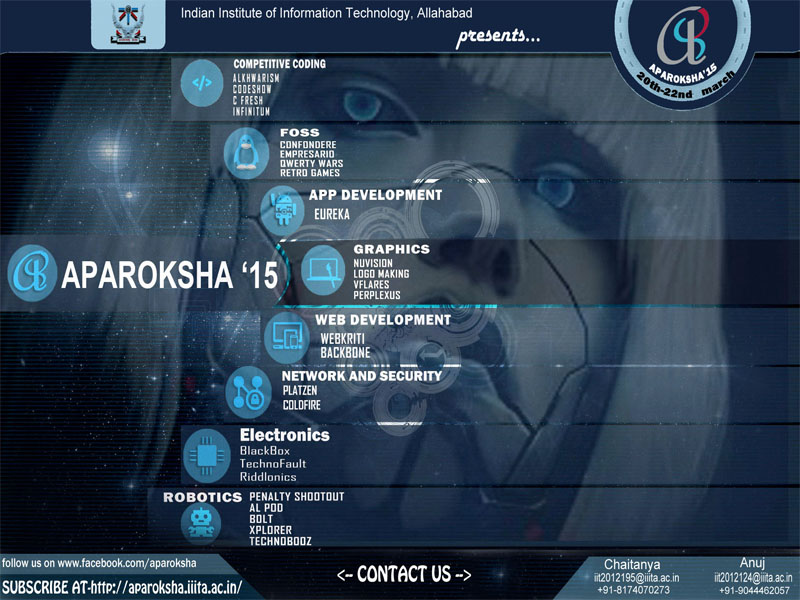 Indian Institute of Information Technology, Allahabad
presents...
APAROKSHA'15
20th-22nd march
COMPETITIVE CODING
ALKHWARISM
CODESHOW
C FRESH
INFINITUM
FOSS
CONFONDERE
EMPRESARIO
QWERTY WARS
RETRO GAMES
APP DEVELOPMENT
EUREKA
APAROKSHA '15
GRAPHICS
NUVISION
LOGO MAKING
VFLARES
PERPLEXUS
WEB DEVELOPMENT
WEBKRITI
BACKBONE
NETWORK AND SECURITY
PLATZEN
COLDFIRE
Electronics
BlackBox
TechnoFault
Riddlonics
ROBOTICS
PENALTY SHOOTOUT
AL POD
BOLT
XPLORER
TECHNOBOOZ
follow us on www.facebook.com/aparoksha
SUBSCRIBE AT-http://aparoksha.iiita.ac.in/
<-- CONTACT US -->
Chaitanya
iit2012195@iiita.ac.in
+91-8174070273
Anuj
iit2012124@iiita.ac.in
+91-9044462057